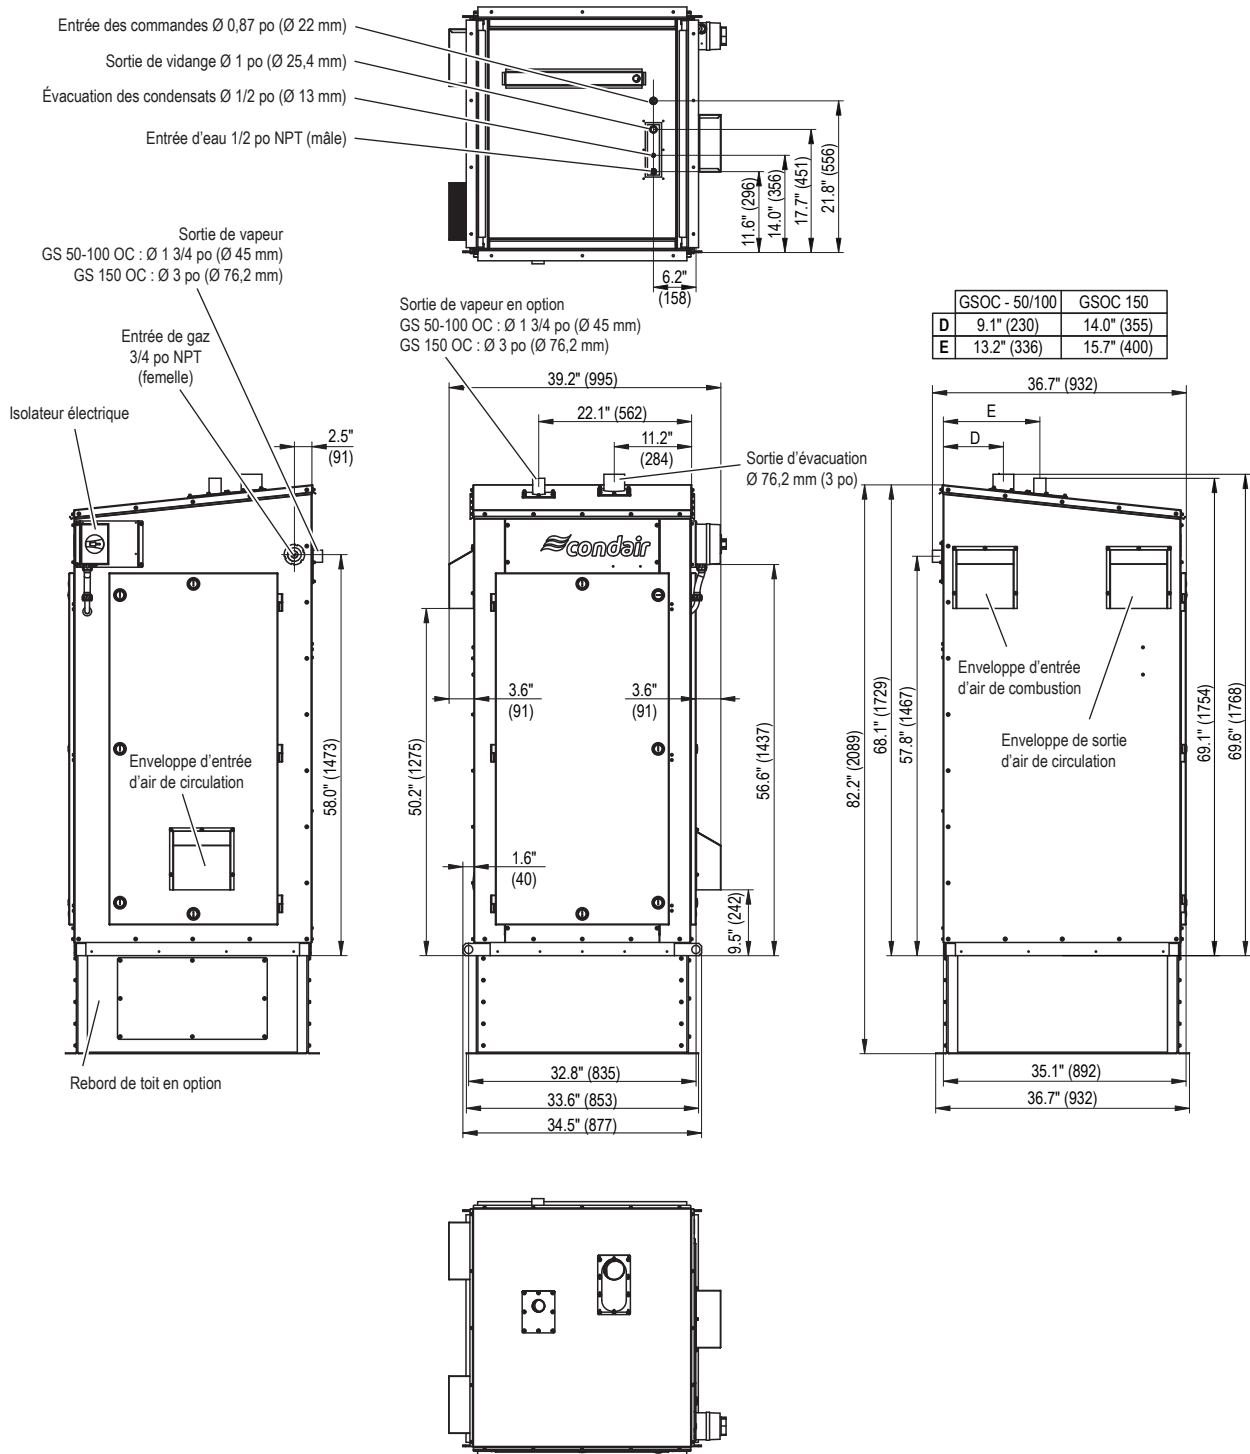 Entrée des commandes Ø 0,87 po (Ø 22 mm)
Sortie de vidange Ø 1 po (Ø 25,4 mm)
Évacuation des condensats Ø 1/2 po (Ø 13 mm)
Entrée d'eau 1/2 po NPT (mâle)
11.6" (296)
14.0" (356)
17.7" (451)
21.8" (556)
6.2"
(158)
Sortie de vapeur
GS 50-100 OC : Ø 1 3/4 po (Ø 45 mm)
GS 150 OC : Ø 3 po (Ø 76,2 mm)
Entrée de gaz
3/4 po NPT
(femelle)
Isolateur électrique
2.5"
(91)
Enveloppe d'entrée
d'air de circulation
58.0" (1473)
Rebord de toit en option
Sortie de vapeur en option
GS 50-100 OC : Ø 1 3/4 po (Ø 45 mm)
GS 150 OC : Ø 3 po (Ø 76,2 mm)
39.2" (995)
22.1" (562)
11.2"
(284)
Sortie d'évacuation
Ø 76,2 mm (3 po)
condair
3.6"
(91)
3.6"
(91)
50.2" (1275)
56.6" (1437)
1.6"
(40)
9.5" (242)
32.8" (835)
33.6" (853)
34.5" (877)
GSOC - 50/100 GSOC 150
D 9.1" (230) 14.0" (355)
E 13.2" (336) 15.7" (400)
36.7" (932)
E
D
Enveloppe d'entrée
d'air de combustion
Enveloppe de sortie
d'air de circulation
82.2" (2089)
68.1" (1729)
57.8" (1467)
69.1" (1754)
69.6" (1768)
35.1" (892)
36.7" (932)